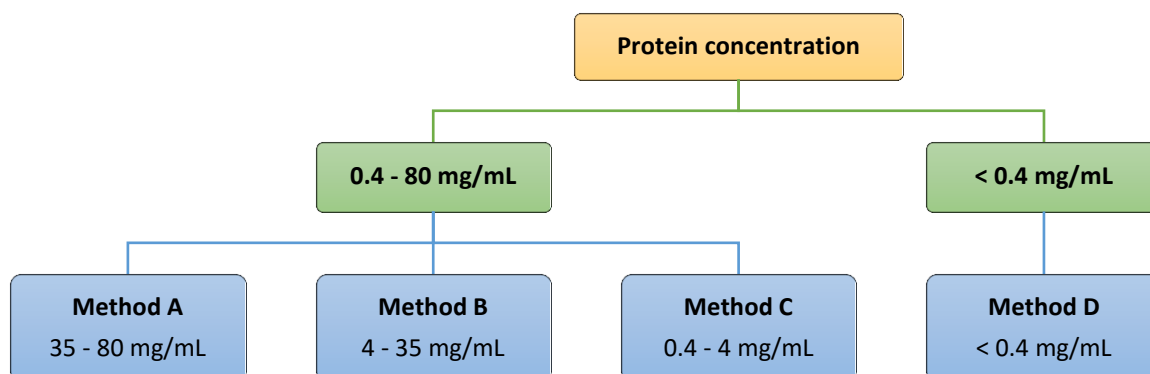 Protein concentration
0.4 - 80 mg/mL
< 0.4 mg/mL
Method A
35 - 80 mg/mL
Method B
4 - 35 mg/mL
Method C
0.4 - 4 mg/mL
Method D
< 0.4 mg/mL